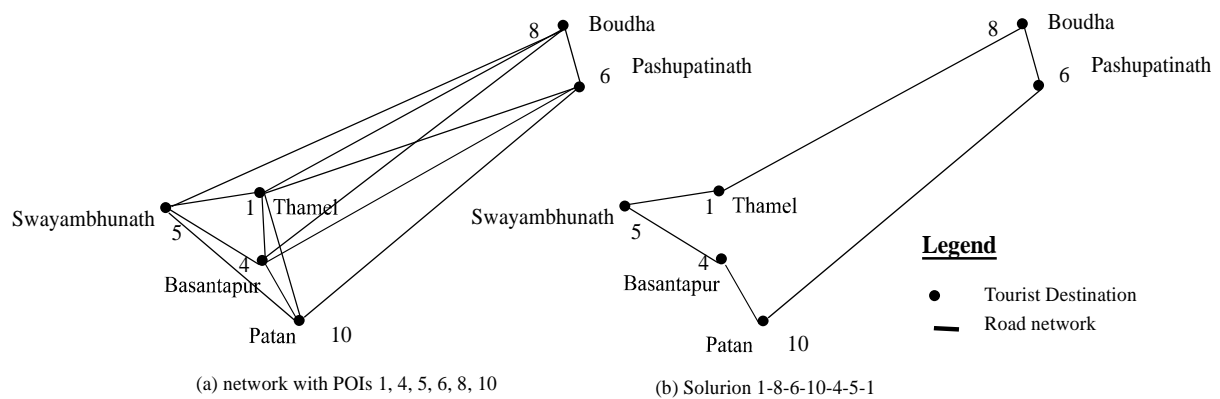 Boudha
8
6
Pashupatinath
1
Thamel
Swayambhunath
5
4
Basantapur
Patan
10
(a) network with POIs 1, 4, 5, 6, 8, 10
Boudha
8
6
Pashupatinath
1
Thamel
Swayambhunath
5
4
Basantapur
Patan
10
(b) Solurion 1-8-6-10-4-5-1
Legend
Tourist Destination
Road network